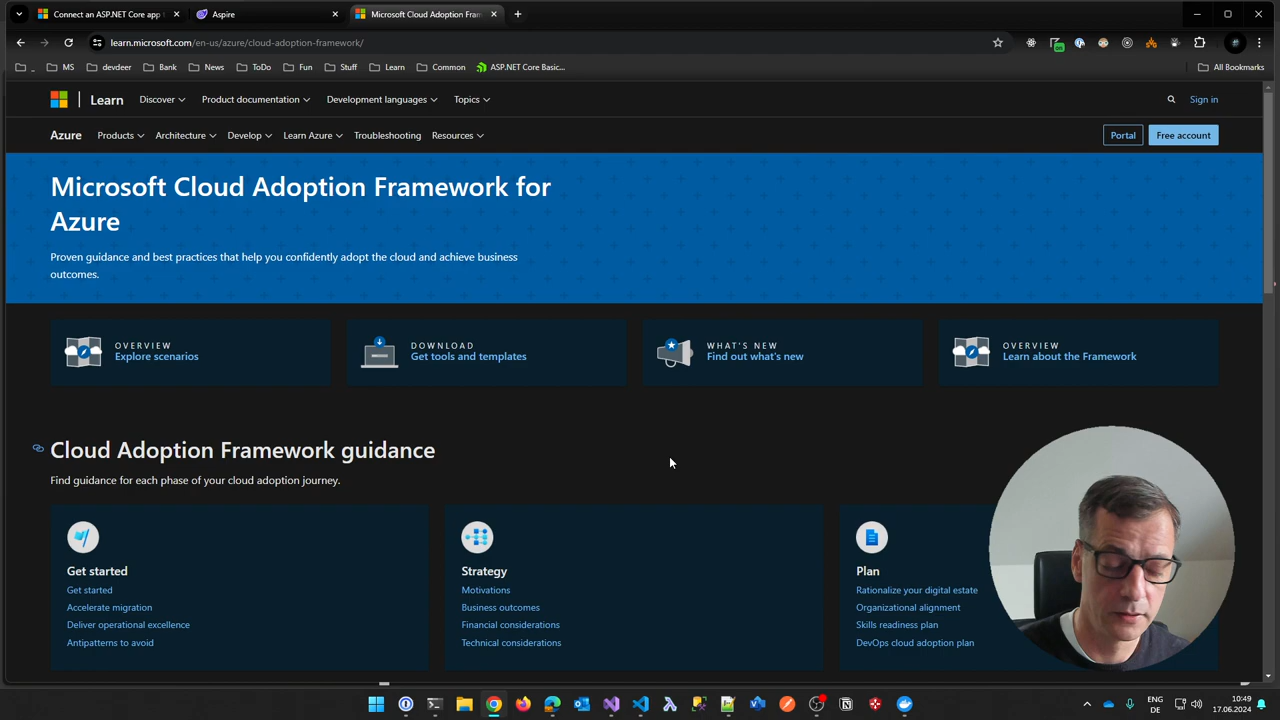 Connect an ASP.NET Core app
Aspire
Microsoft Cloud Adoption Fram
learn.microsoft.com/en-us/azure/cloud-adoption-framework/
_
MS
devdeer
Bank
News
ToDo
Fun
Stuff
Learn
Common
ASP.NET Core Basic...
All Bookmarks
Learn
Discover
Product documentation
Development languages
Topics
Sign in
Azure
Products
Architecture
Develop
Learn Azure
Troubleshooting
Resources
Portal
Free account
Microsoft Cloud Adoption Framework for
Azure
Proven guidance and best practices that help you confidently adopt the cloud and achieve business
outcomes.
OVERVIEW
Explore scenarios
DOWNLOAD
Get tools and templates
WHAT'S NEW
Find out what's new
OVERVIEW
Learn about the Framework
Cloud Adoption Framework guidance
Find guidance for each phase of your cloud adoption journey.
Get started
Get started
Accelerate migration
Deliver operational excellence
Antipatterns to avoid
Strategy
Motivations
Business outcomes
Financial considerations
Technical considerations
Plan
Rationalize your digital estate
Organizational alignment
Skills readiness plan
DevOps cloud adoption plan
ENG
DE
10:49
17.06.2024